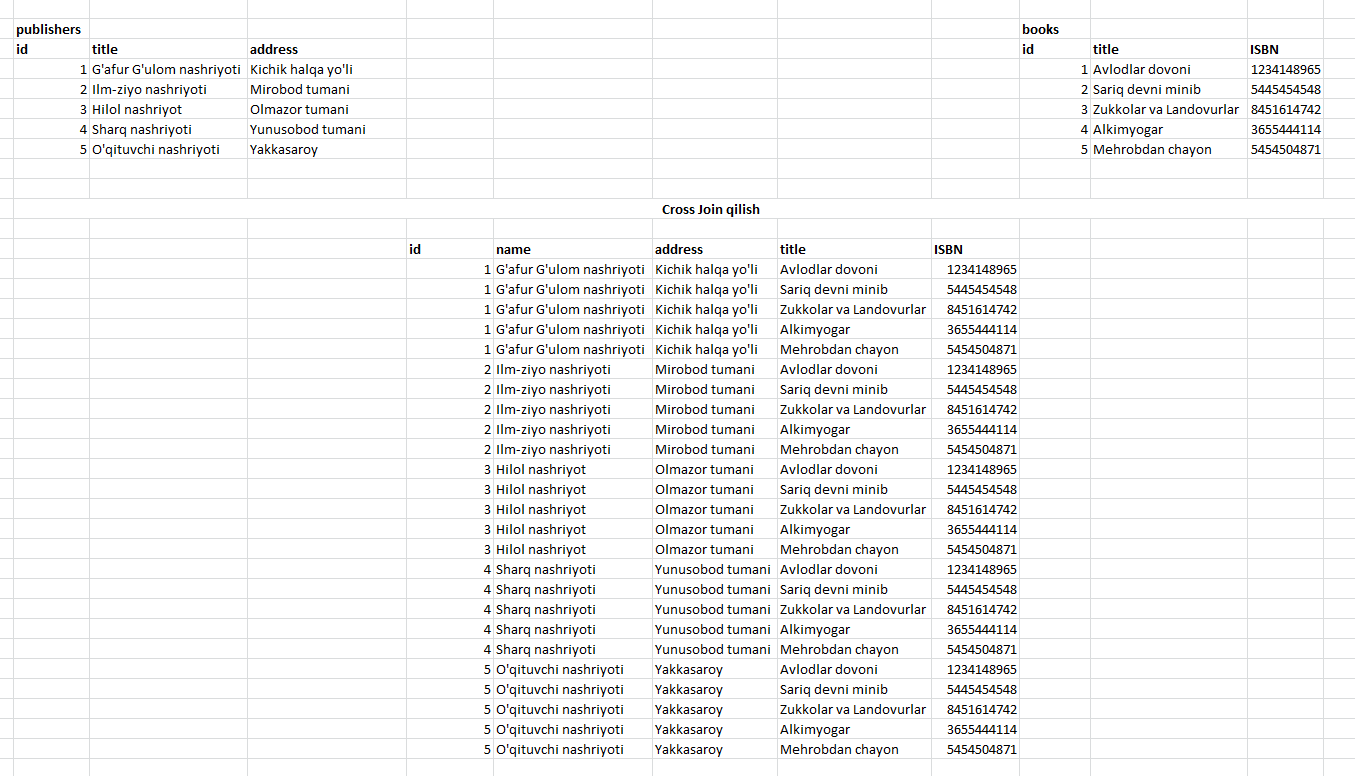 publishers books
id title address id title ISBN
1 G'afur G'ulom nashriyoti Kichik halqa yo'li 1 Avlodlar dovoni 1234148965
2 Ilm-ziyo nashriyoti Mirobod tumani 2 Sariq devni minib 5445454548
3 Hilol nashriyot Olmazor tumani 3 Zukkolar va Landovurlar 8451614742
4 Sharq nashriyoti Yunusobod tumani 4 Alkimyogar 3655444114
5 O'qituvchi nashriyoti Yakkasaroy 5 Mehrobdan chayon 5454504871
Cross Join qilish
id name address title ISBN
1 G'afur G'ulom nashriyoti Kichik halqa yo'li Avlodlar dovoni 1234148965
1 G'afur G'ulom nashriyoti Kichik halqa yo'li Sariq devni minib 5445454548
1 G'afur G'ulom nashriyoti Kichik halqa yo'li Zukkolar va Landovurlar 8451614742
1 G'afur G'ulom nashriyoti Kichik halqa yo'li Alkimyogar 3655444114
1 G'afur G'ulom nashriyoti Kichik halqa yo'li Mehrobdan chayon 5454504871
2 Ilm-ziyo nashriyoti Mirobod tumani Avlodlar dovoni 1234148965
2 Ilm-ziyo nashriyoti Mirobod tumani Sariq devni minib 5445454548
2 Ilm-ziyo nashriyoti Mirobod tumani Zukkolar va Landovurlar 8451614742
2 Ilm-ziyo nashriyoti Mirobod tumani Alkimyogar 3655444114
2 Ilm-ziyo nashriyoti Mirobod tumani Mehrobdan chayon 5454504871
3 Hilol nashriyot Olmazor tumani Avlodlar dovoni 1234148965
3 Hilol nashriyot Olmazor tumani Sariq devni minib 5445454548
3 Hilol nashriyot Olmazor tumani Zukkolar va Landovurlar 8451614742
3 Hilol nashriyot Olmazor tumani Alkimyogar 3655444114
3 Hilol nashriyot Olmazor tumani Mehrobdan chayon 5454504871
4 Sharq nashriyoti Yunusobod tumani Avlodlar dovoni 1234148965
4 Sharq nashriyoti Yunusobod tumani Sariq devni minib 5445454548
4 Sharq nashriyoti Yunusobod tumani Zukkolar va Landovurlar 8451614742
4 Sharq nashriyoti Yunusobod tumani Alkimyogar 3655444114
4 Sharq nashriyoti Yunusobod tumani Mehrobdan chayon 5454504871
5 O'qituvchi nashriyoti Yakkasaroy Avlodlar dovoni 1234148965
5 O'qituvchi nashriyoti Yakkasaroy Sariq devni minib 5445454548
5 O'qituvchi nashriyoti Yakkasaroy Zukkolar va Landovurlar 8451614742
5 O'qituvchi nashriyoti Yakkasaroy Alkimyogar 3655444114
5 O'qituvchi nashriyoti Yakkasaroy Mehrobdan chayon 5454504871